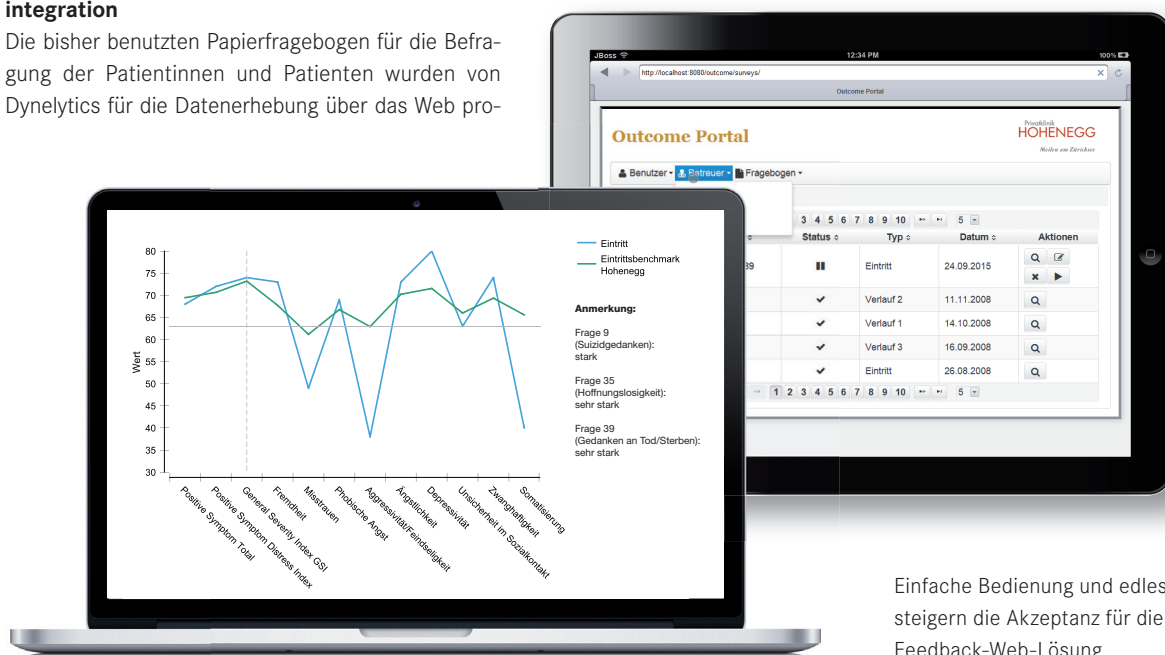 integration
Die bisher benutzten Papierfragebogen für die Befra-
gung der Patientinnen und Patienten wurden von
Dynelytics für die Datenerhebung über das Web pro-
JBoss
12:34 PM
100%
http://localhost:8080/outcome/surveys/
Outcome Portal
Outcome Portal
Privatklinik
HOHENEGG
Meilen am Zürichsee
Benutzer Betreuer Fragebogen
3 4 5 6 7 8 9 10 5
Status Typ Datum Aktionen
39 Eintritt 24.09.2015
Verlauf 2 11.11.2008
Verlauf 1 14.10.2008
Verlauf 3 16.09.2008
Eintritt 26.08.2008
1 2 3 4 5 6 7 8 9 10 5
80
75
70
65
60
55
50
45
40
35
30
Wert
Positive Symptom Total
Positive Symptom Distress Index
General Severity Index GSI
Fremdheit
Misstrauen
Phobische Angst
Aggressivität/Feindseligkeit
Ängstlichkeit
Depressivität
Unsicherheit im Sozialkontakt
Zwanghaftigkeit
Somatisierung
Eintritt
Eintrittsbenchmark
Hohenegg
Anmerkung:
Frage 9
(Suizidgedanken):
stark
Frage 35
(Hoffnungslosigkeit):
sehr stark
Frage 39
(Gedanken an Tod/Sterben):
sehr stark
Einfache Bedienung und edles
steigern die Akzeptanz für die
Feedback-Web-Lösung